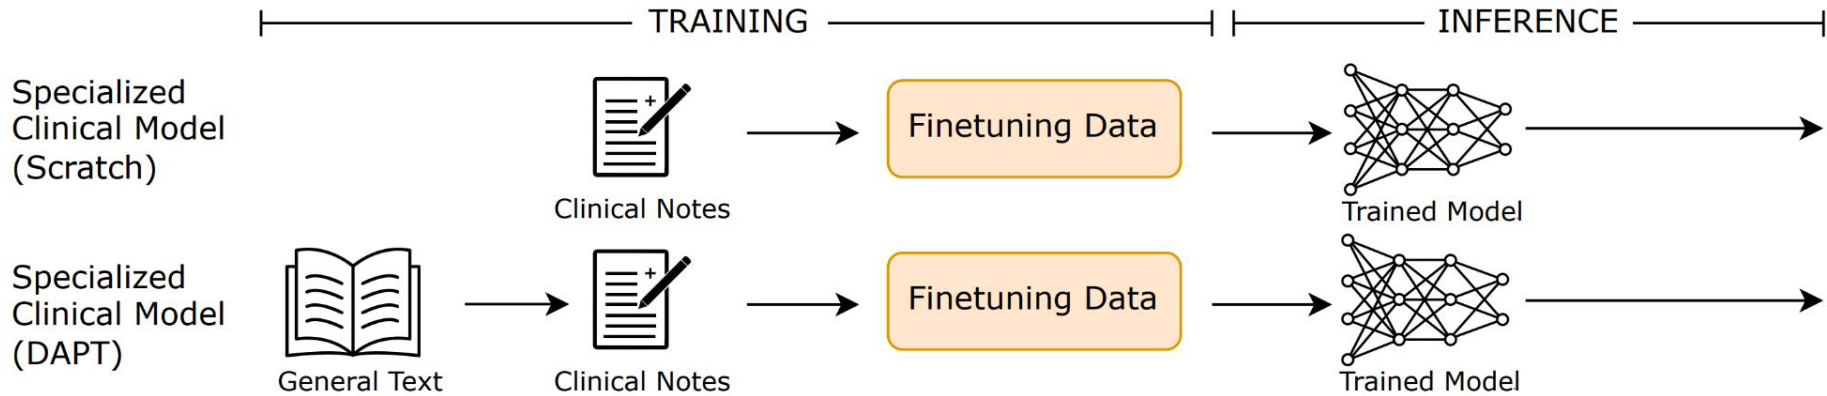 TRAINING
INFERENCE
Specialized
Clinical Model
(Scratch)
Clinical Notes
Finetuning Data
Trained Model
Specialized
Clinical Model
(DAPT)
General Text
Clinical Notes
Finetuning Data
Trained Model